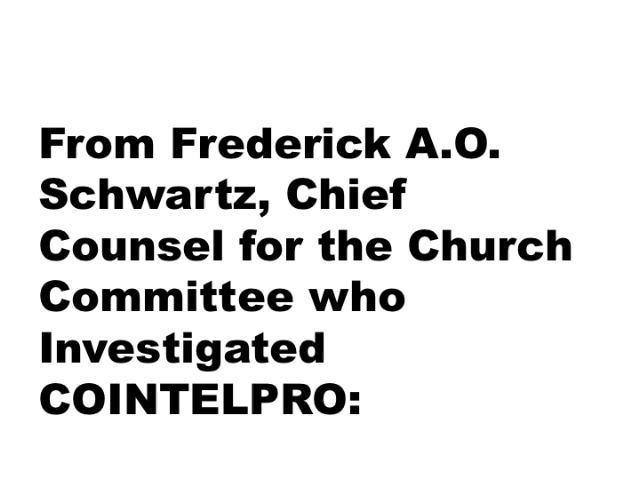 From Frederick A.O.
Schwartz, Chief
Counsel for the Church
Committee who
Investigated
COINTELPRO: